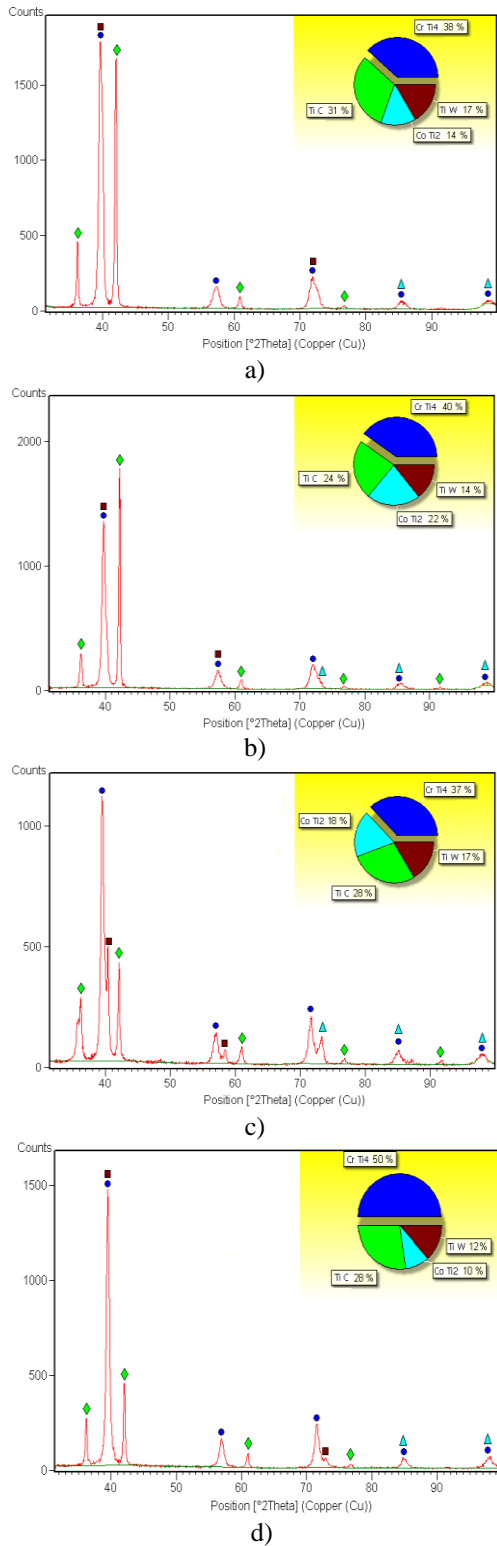 Counts
Cr Ti4 38 %
1500
Ti C 31 %
Ti W 17 %
Co Ti2 14 %
1000
500
0
40 50 60 70 80 90
Position [°2Theta] (Copper (Cu))
a)
Counts
Cr Ti4 40 %
2000
Ti C 24 %
Ti W 14 %
Co Ti2 22 %
1000
0
40 50 60 70 80 90
Position [°2Theta] (Copper (Cu))
b)
Counts
Cr Ti4 37 %
Co Ti2 18 %
1000
Ti W 17%
Ti C 28 %
500
0
40 50 60 70 80 90
Position [°2Theta] (Copper (Cu))
c)
Counts
Cr Ti4 50 %
1500
Ti W 12%
Co Ti2 10 %
Ti C 28 %
1000
500
0
40 50 60 70 80 90
Position [°2Theta] (Copper (Cu))
d)